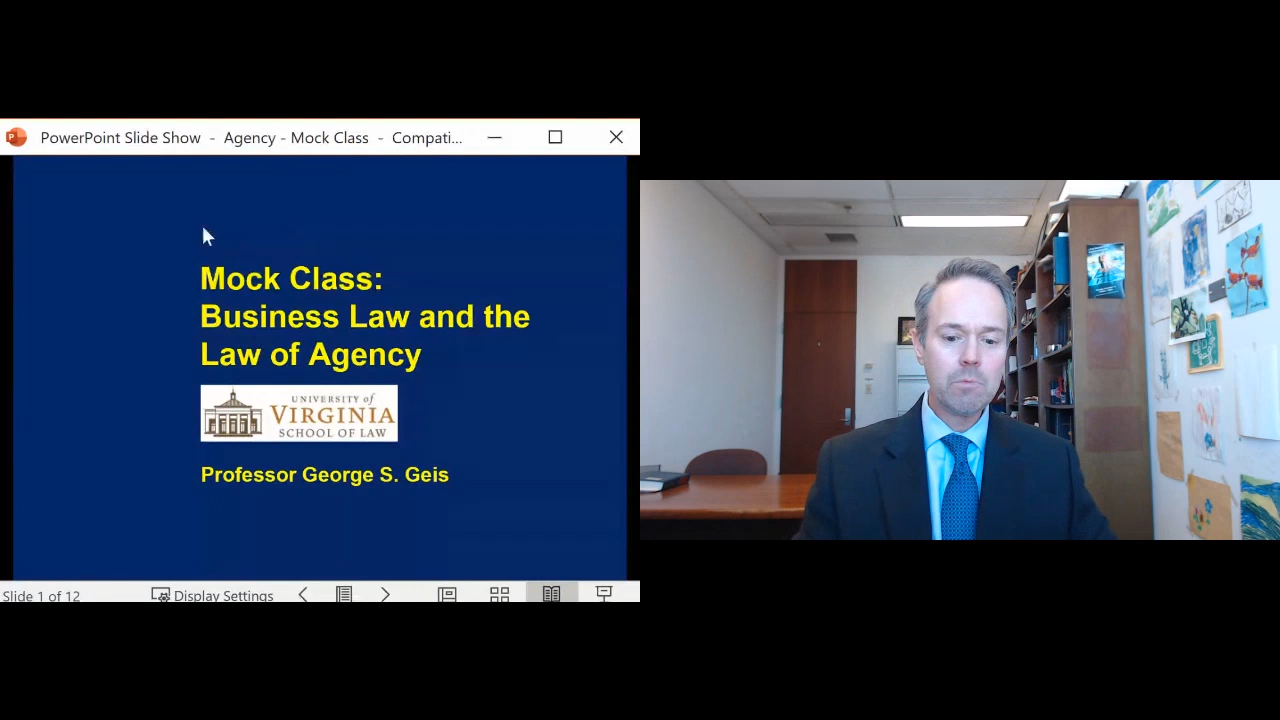 PowerPoint Slide Show - Agency - Mock Class - Compati...
Mock Class:
Business Law and the
Law of Agency
UNIVERSITY of
VIRGINIA
SCHOOL OF LAW
Professor George S. Geis
Slide 1 of 12
Display Settings